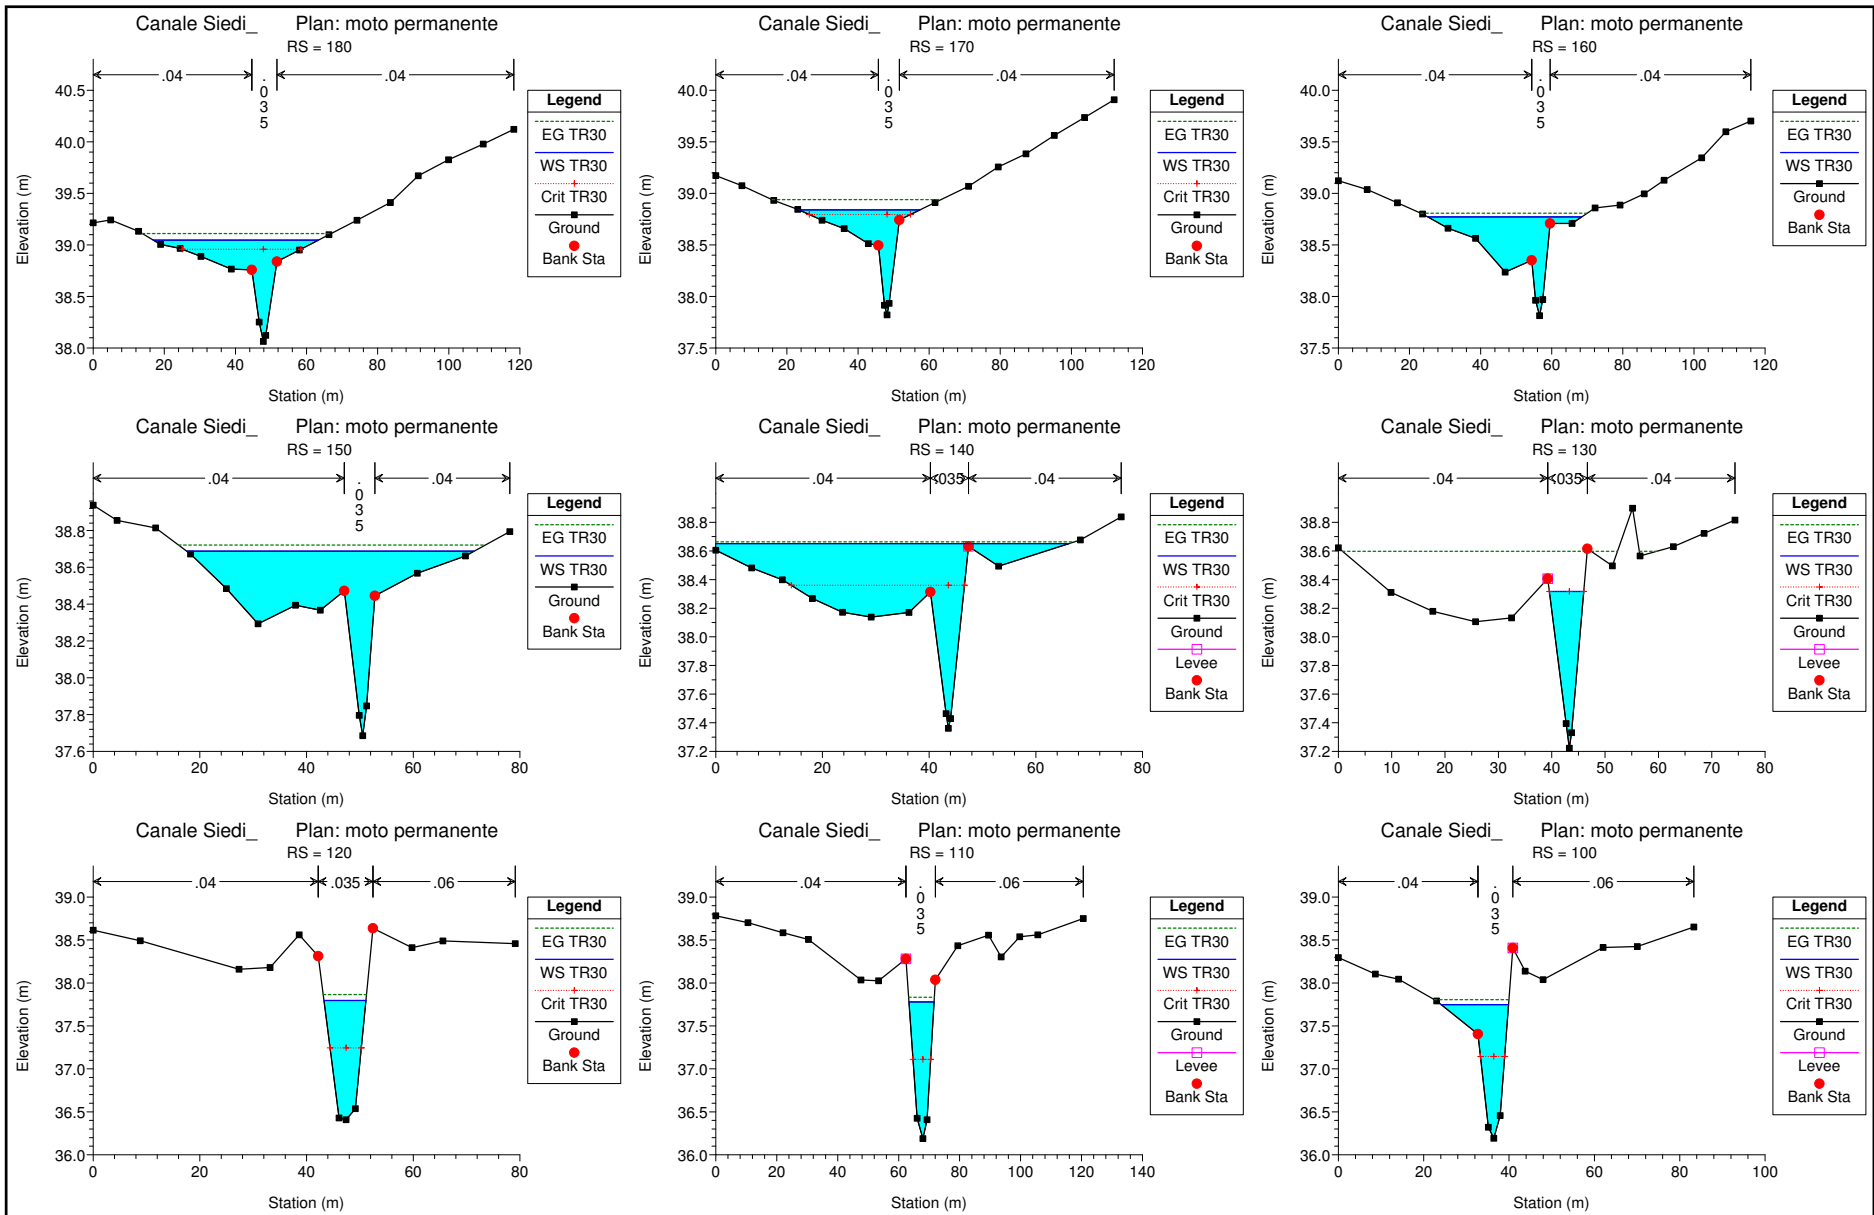 Canale Siedi_ Plan: moto permanente
RS = 180
.04 .035 .04
Elevation (m)
40.5
40.0
39.5
39.0
38.5
38.0
0 20 40 60 80 100 120
Station (m)
Legend
EG TR30
WS TR30
Crit TR30
Ground
Bank Sta
Canale Siedi_ Plan: moto permanente
RS = 170
.04 .035 .04
Elevation (m)
40.0
39.5
39.0
38.5
38.0
37.5
0 20 40 60 80 100 120
Station (m)
Legend
EG TR30
WS TR30
Crit TR30
Ground
Bank Sta
Canale Siedi_ Plan: moto permanente
RS = 160
.04 .035 .04
Elevation (m)
40.0
39.5
39.0
38.5
38.0
37.5
0 20 40 60 80 100 120
Station (m)
Legend
EG TR30
WS TR30
Ground
Bank Sta
Canale Siedi_ Plan: moto permanente
RS = 150
.04 .035 .04
Elevation (m)
38.8
38.6
38.4
38.2
38.0
37.8
37.6
0 20 40 60 80
Station (m)
Legend
EG TR30
WS TR30
Ground
Bank Sta
Canale Siedi_ Plan: moto permanente
RS = 140
.04 .035 .04
Elevation (m)
38.8
38.6
38.4
38.2
38.0
37.8
37.6
37.4
37.2
0 20 40 60 80
Station (m)
Legend
EG TR30
WS TR30
Crit TR30
Ground
Levee
Bank Sta
Canale Siedi_ Plan: moto permanente
RS = 130
.04 .035 .04
Elevation (m)
38.8
38.6
38.4
38.2
38.0
37.8
37.6
37.4
37.2
0 10 20 30 40 50 60 70 80
Station (m)
Legend
EG TR30
WS TR30
Crit TR30
Ground
Levee
Bank Sta
Canale Siedi_ Plan: moto permanente
RS = 120
.04 .035 .06
Elevation (m)
39.0
38.5
38.0
37.5
37.0
36.5
36.0
0 20 40 60 80
Station (m)
Legend
EG TR30
WS TR30
Crit TR30
Ground
Bank Sta
Canale Siedi_ Plan: moto permanente
RS = 110
.04 .035 .06
Elevation (m)
39.0
38.5
38.0
37.5
37.0
36.5
36.0
0 20 40 60 80 100 120 140
Station (m)
Legend
EG TR30
WS TR30
Crit TR30
Ground
Levee
Bank Sta
Canale Siedi_ Plan: moto permanente
RS = 100
.04 .035 .06
Elevation (m)
39.0
38.5
38.0
37.5
37.0
36.5
36.0
0 20 40 60 80 100
Station (m)
Legend
EG TR30
WS TR30
Crit TR30
Ground
Levee
Bank Sta